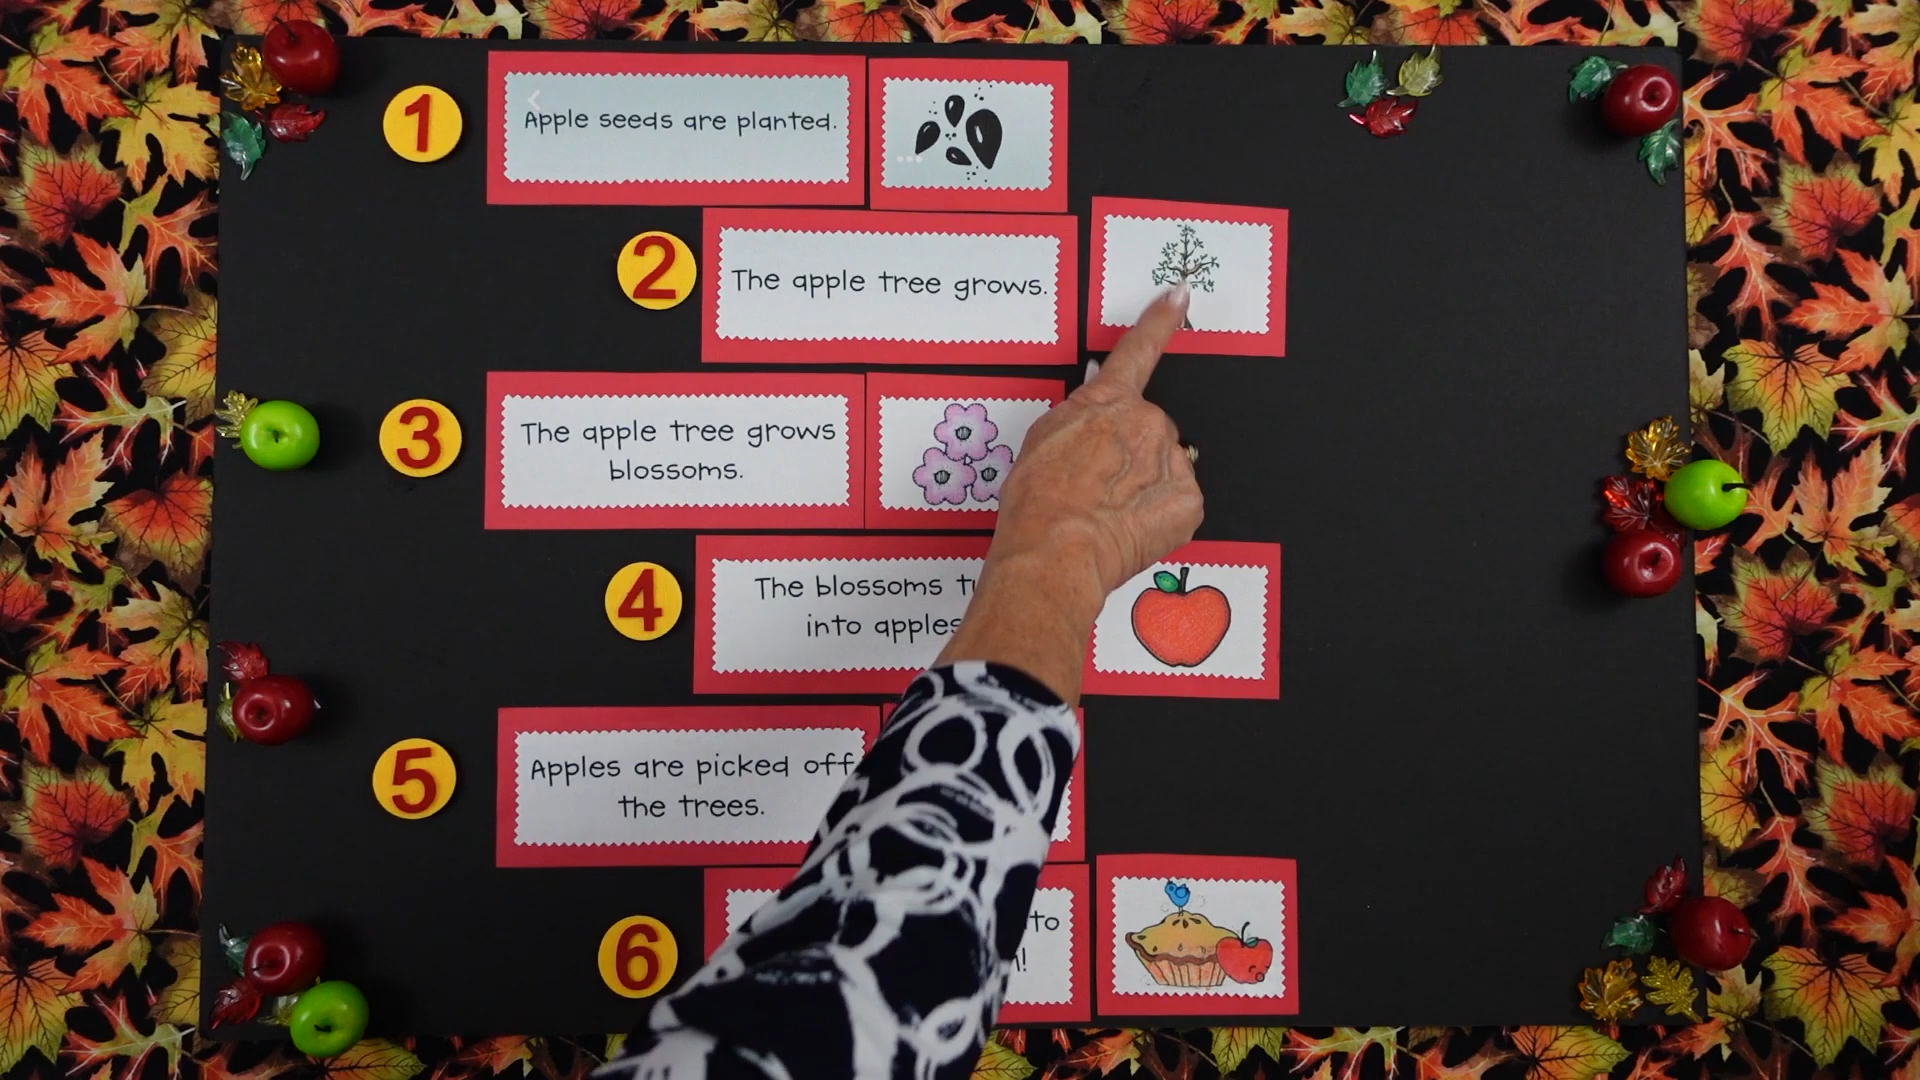 1
Apple seeds are planted.
2
The apple tree grows.
3
The apple tree grows
blossoms.
4
The blossoms
into apples
5
Apples are picked off
the trees.
6
to